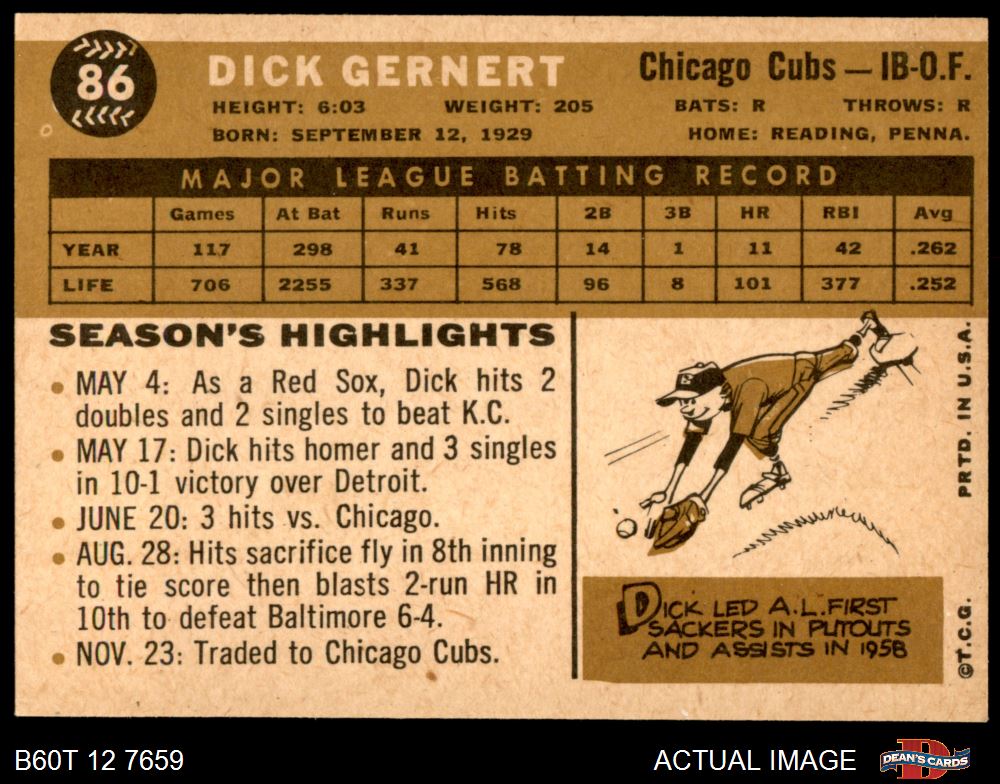 86
DICK GERNERT
Chicago Cubs — IB-O.F.
HEIGHT: 6:03 WEIGHT: 205 BATS: R THROWS: R
BORN: SEPTEMBER 12, 1929 HOME: READING, PENNA.
MAJOR LEAGUE BATTING RECORD
Games At Bat Runs Hits 2B 3B HR RBI Avg
YEAR 117 298 41 78 14 1 11 42 .262
LIFE 706 2255 337 568 96 8 101 377 .252
SEASON'S HIGHLIGHTS
• MAY 4: As a Red Sox, Dick hits 2
doubles and 2 singles to beat K.C.
• MAY 17: Dick hits homer and 3 singles
in 10-1 victory over Detroit.
• JUNE 20: 3 hits vs. Chicago.
• AUG. 28: Hits sacrifice fly in 8th inning
to tie score then blasts 2-run HR in
10th to defeat Baltimore 6-4.
• NOV. 23: Traded to Chicago Cubs.
DICK LED A.L. FIRST
SACKERS IN PUTOUTS
AND ASSISTS IN 1958
©T.C.G. PRTD. IN U.S.A.
B60T 12 7659 ACTUAL IMAGE
DEAN'S CARDS